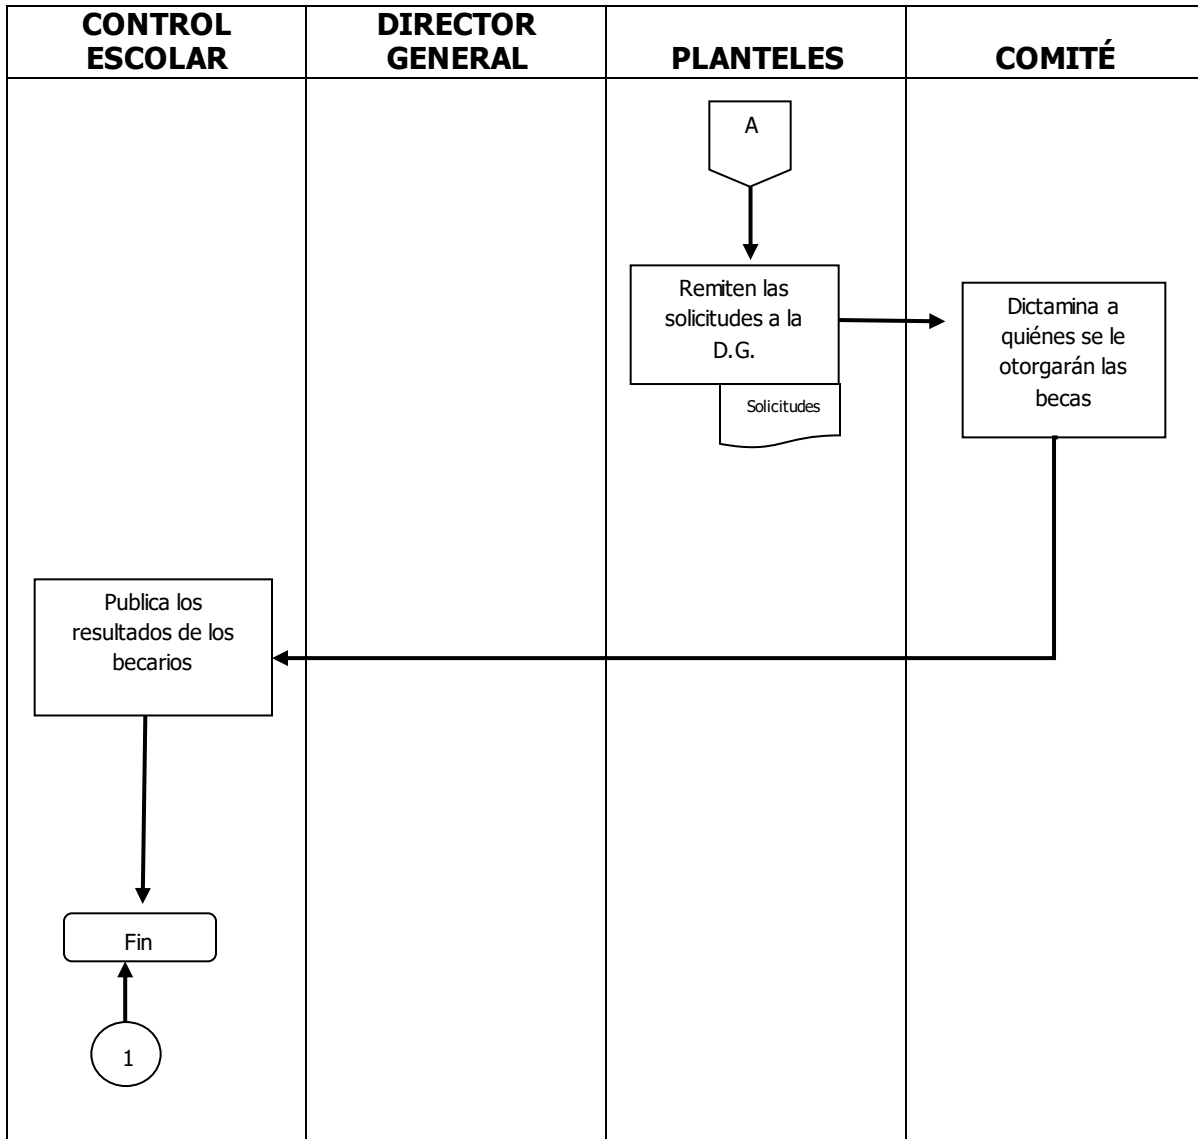 CONTROL
ESCOLAR
DIRECTOR
GENERAL
PLANTELES
COMITÉ
A
Remiten las
solicitudes a la
D.G.
Solicitudes
Dictamina a
quiénes se le
otorgarán las
becas
Publica los
resultados de los
becarios
Fin
1